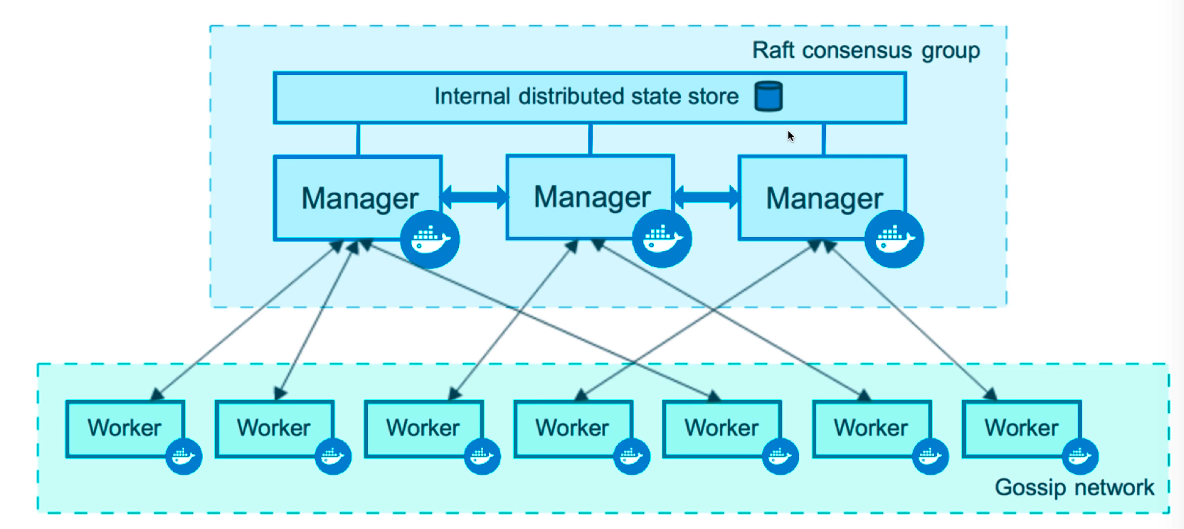 Raft consensus group
Internal distributed state store
Manager
Manager
Manager
Worker
Worker
Worker
Worker
Worker
Worker
Worker
Gossip network